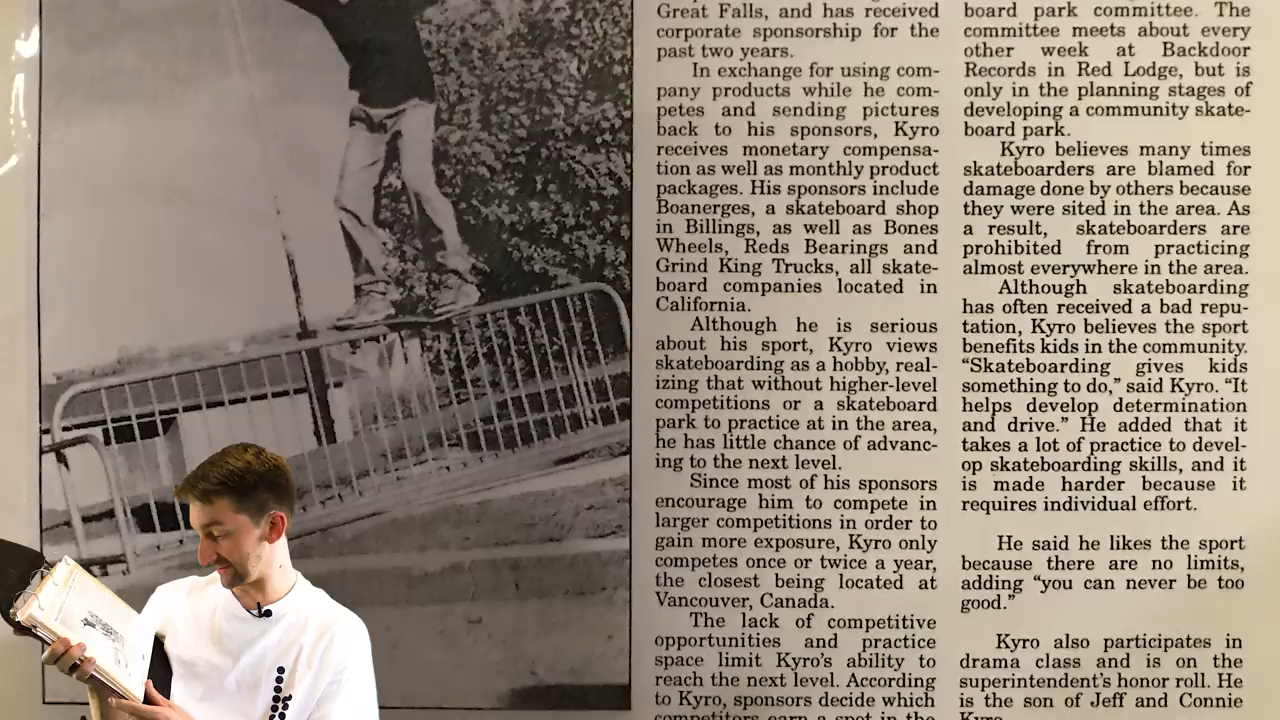 Great Falls, and has received
corporate sponsorship for the
past two years.
In exchange for using com-
pany products while he com-
petes and sending pictures
back to his sponsors, Kyro
receives monetary compensa-
tion as well as monthly product
packages. His sponsors include
Boanerges, a skateboard shop
in Billings, as well as Bones
Wheels, Reds Bearings and
Grind King Trucks, all skate-
board companies located in
California.
Although he is serious
about his sport, Kyro views
skateboarding as a hobby, real-
izing that without higher-level
competitions or a skateboard
park to practice at in the area,
he has little chance of advanc-
ing to the next level.
Since most of his sponsors
encourage him to compete in
larger competitions in order to
gain more exposure, Kyro only
competes once or twice a year,
the closest being located at
Vancouver, Canada.
The lack of competitive
opportunities and practice
space limit Kyro's ability to
reach the next level. According
to Kyro, sponsors decide which
competitors earn a spot in the
board park committee. The
committee meets about every
other week at Backdoor
Records in Red Lodge, but is
only in the planning stages of
developing a community skate-
board park.
Kyro believes many times
skateboarders are blamed for
damage done by others because
they were sited in the area. As
a result, skateboarders are
prohibited from practicing
almost everywhere in the area.
Although skateboarding
has often received a bad repu-
tation, Kyro believes the sport
benefits kids in the community.
“Skateboarding gives kids
something to do,” said Kyro. “It
helps develop determination
and drive.” He added that it
takes a lot of practice to devel-
op skateboarding skills, and it
is made harder because it
requires individual effort.
He said he likes the sport
because there are no limits,
adding “you can never be too
good.”
Kyro also participates in
drama class and is on the
superintendent's honor roll. He
is the son of Jeff and Connie
Kyro.